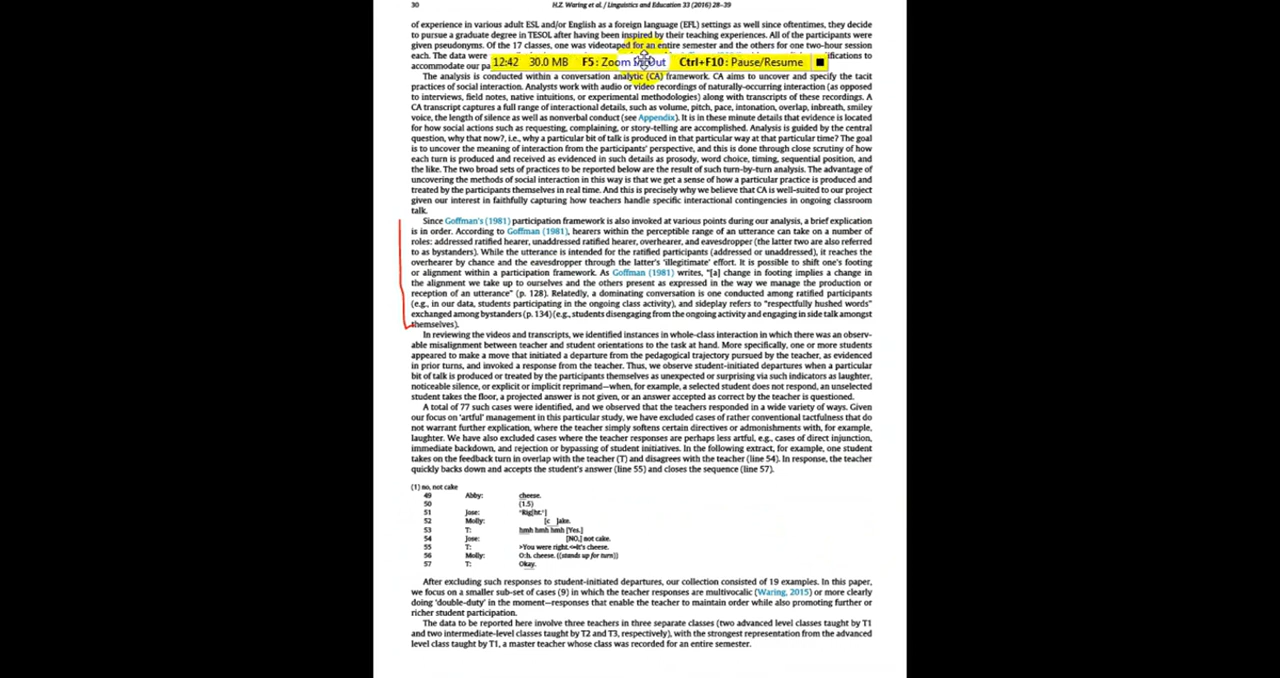 30
H.Z. Waring et al. / Linguistics and Education 33 (2016) 28–39
of experience in various adult ESL and/or English as a foreign language (EFL) settings as well since oftentimes, they decide
to pursue a graduate degree in TESOL after having been inspired by their teaching experiences. All of the participants were
given pseudonyms. Of the 17 classes, one was videotaped for an entire semester and the others for one two-hour session
each. The data were
12:42 30.0 MB F5: Zoom Out Ctrl+F10: Pause/Resume
accommodate our pa
The analysis is conducted within a conversation analytic (CA) framework. CA aims to uncover and specify the tacit
practices of social interaction. Analysts work with audio or video recordings of naturally-occurring interaction (as opposed
to interviews, field notes, native intuitions, or experimental methodologies) along with transcripts of these recordings. A
CA transcript captures a full range of interactional details, such as volume, pitch, pace, intonation, overlap, inbreath, smiley
voice, the length of silence as well as nonverbal conduct (see Appendix). It is in these minute details that evidence is located
for how social actions such as requesting, complaining, or story-telling are accomplished. Analysis is guided by the central
question, why that now?, i.e., why a particular bit of talk is produced in that particular way at that particular time? The goal
is to uncover the meaning of interaction from the participants' perspective, and this is done through close scrutiny of how
each turn is produced and received as evidenced in such details as prosody, word choice, timing, sequential position, and
the like. The two broad sets of practices to be reported below are the result of such turn-by-turn analysis. The advantage of
uncovering the methods of social interaction in this way is that we get a sense of how a particular practice is produced and
treated by the participants themselves in real time. And this is precisely why we believe that CA is well-suited to our project
given our interest in faithfully capturing how teachers handle specific interactional contingencies in ongoing classroom
talk.
Since Goffman's (1981) participation framework is also invoked at various points during our analysis, a brief explication
is in order. According to Goffman (1981), hearers within the perceptible range of an utterance can take on a number of
roles: addressed ratified hearer, unaddressed ratified hearer, overhearer, and eavesdropper (the latter two are also referred
to as bystanders). While the utterance is intended for the ratified participants (addressed or unaddressed), it reaches the
overhearer by chance and the eavesdropper through the latter's 'illegitimate' effort. It is possible to shift one's footing
or alignment within a participation framework. As Goffman (1981) writes, "[a] change in footing implies a change in
the alignment we take up to ourselves and the others present as expressed in the way we manage the production or
reception of an utterance" (p. 128). Relatedly, a dominating conversation is one conducted among ratified participants
(e.g., in our data, students participating in the ongoing class activity), and sideplay refers to "respectfully hushed words"
exchanged among bystanders (p. 134) (e.g., students disengaging from the ongoing activity and engaging in side talk amongst
themselves).
In reviewing the videos and transcripts, we identified instances in whole-class interaction in which there was an observ-
able misalignment between teacher and student orientations to the task at hand. More specifically, one or more students
appeared to make a move that initiated a departure from the pedagogical trajectory pursued by the teacher, as evidenced
in prior turns, and invoked a response from the teacher. Thus, we observe student-initiated departures when a particular
bit of talk is produced or treated by the participants themselves as unexpected or surprising via such indicators as laughter,
noticeable silence, or explicit or implicit reprimand—when, for example, a selected student does not respond, an unselected
student takes the floor, a projected answer is not given, or an answer accepted as correct by the teacher is questioned.
A total of 77 such cases were identified, and we observed that the teachers responded in a wide variety of ways. Given
our focus on 'artful' management in this particular study, we have excluded cases of rather conventional tactfulness that do
not warrant further explication, where the teacher simply softens certain directives or admonishments with, for example,
laughter. We have also excluded cases where the teacher responses are perhaps less artful, e.g., cases of direct injunction,
immediate backdown, and rejection or bypassing of student initiatives. In the following extract, for example, one student
takes on the feedback turn in overlap with the teacher (T) and disagrees with the teacher (line 54). In response, the teacher
quickly backs down and accepts the student's answer (line 55) and closes the sequence (line 57).
(1) no, not cake
49 Abby: cheese.
50 (1.5)
51 Jose: °Rig[ht.°]
52 Molly: [c ]ake.
53 T: hmh hmh hmh [Yes.]
54 Jose: [NO,] not cake.
55 T: >You were right.<=It's cheese.
56 Molly: O:h. cheese. ((stands up for turn))
57 T: Okay.
After excluding such responses to student-initiated departures, our collection consisted of 19 examples. In this paper,
we focus on a smaller sub-set of cases (9) in which the teacher responses are multivocalic (Waring, 2015) or more clearly
doing 'double-duty' in the moment—responses that enable the teacher to maintain order while also promoting further or
richer student participation.
The data to be reported here involve three teachers in three separate classes (two advanced level classes taught by T1
and two intermediate-level classes taught by T2 and T3, respectively), with the strongest representation from the advanced
level class taught by T1, a master teacher whose class was recorded for an entire semester.